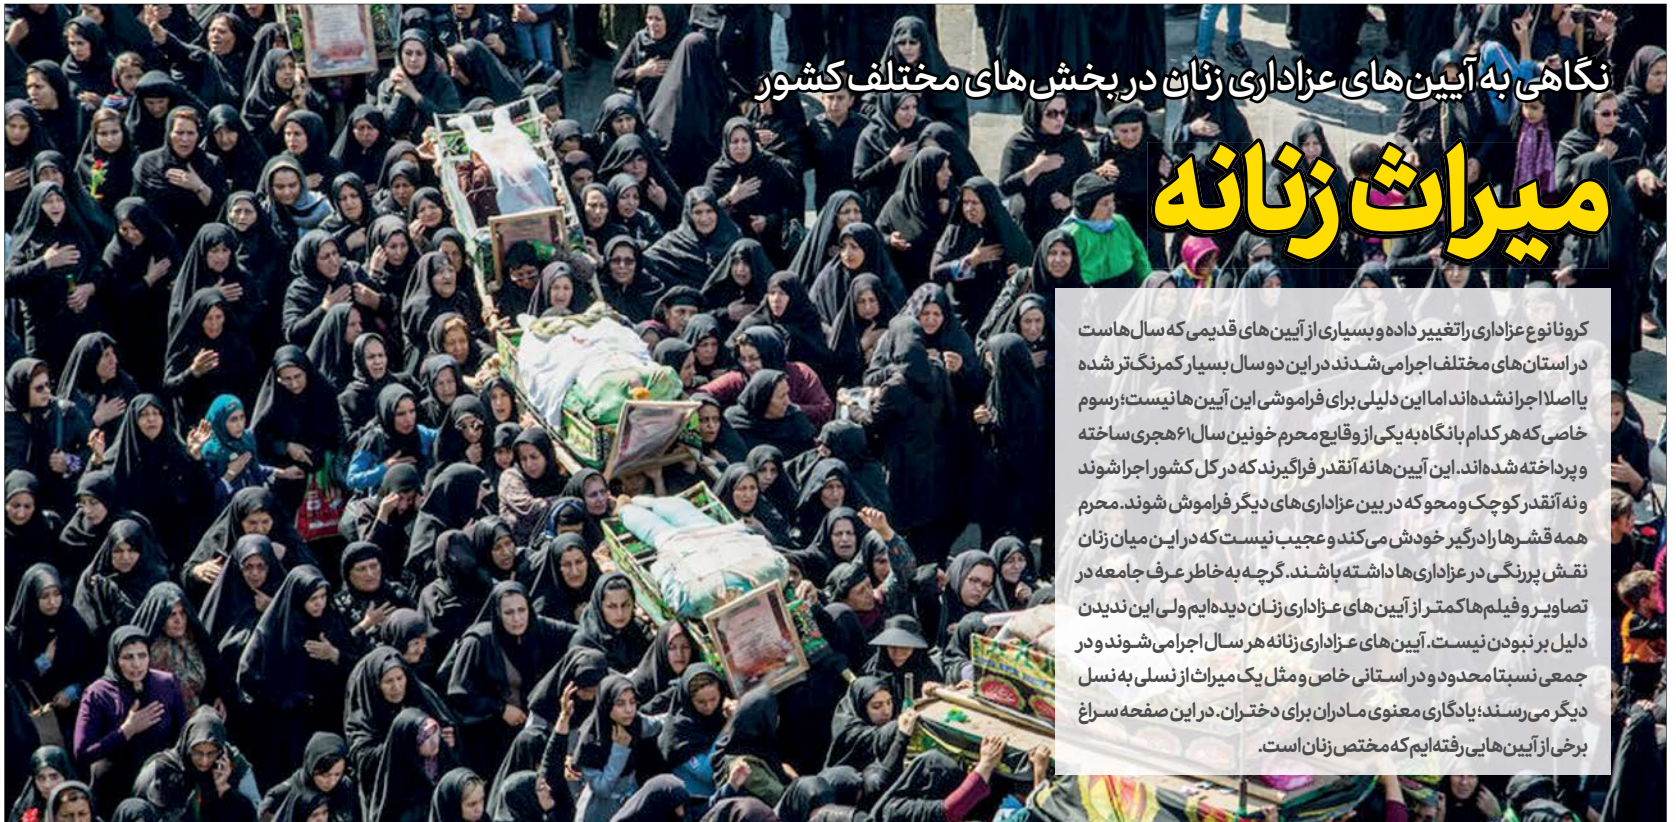 نگاهی به آیین‌های عزاداری زنان در بخش‌های مختلف کشور
میراث زنانه
کرونا نوع عزاداری را تغییر داده و بسیاری از آیین‌های قدیمی که سال‌هاست
در استان‌های مختلف اجرا می‌شدند در این دو سال بسیار کمرنگ‌تر شده
یا اصلا اجرا نشده‌اند اما این دلیلی برای فراموشی این آیین‌ها نیست؛ رسوم
خاصی که هر کدام با نگاه به یکی از وقایع محرم خونین سال ۶۱ هجری ساخته
و پرداخته شده‌اند. این آیین‌ها نه آنقدر فراگیرند که در کل کشور اجرا شوند
و نه آنقدر کوچک و محو که در بین عزاداری‌های دیگر فراموش شوند. محرم
همه قشرها را درگیر خودش می‌کند و عجیب نیست که در این میان زنان
نقش پررنگی در عزاداری‌ها داشته باشند. گرچه به خاطر عرف جامعه در
تصاویر و فیلم‌ها کمتر از آیین‌های عزاداری زنان دیده‌ایم ولی این ندیدن
دلیل بر نبودن نیست. آیین‌های عزاداری زنانه هر سال اجرا می‌شوند و در
جمعی نسبتا محدود و در استانی خاص و مثل یک میراث از نسلی به نسل
دیگر می‌رسند؛ یادگاری معنوی مادران برای دختران. در این صفحه سراغ
برخی از آیین‌هایی رفته‌ایم که مختص زنان است.